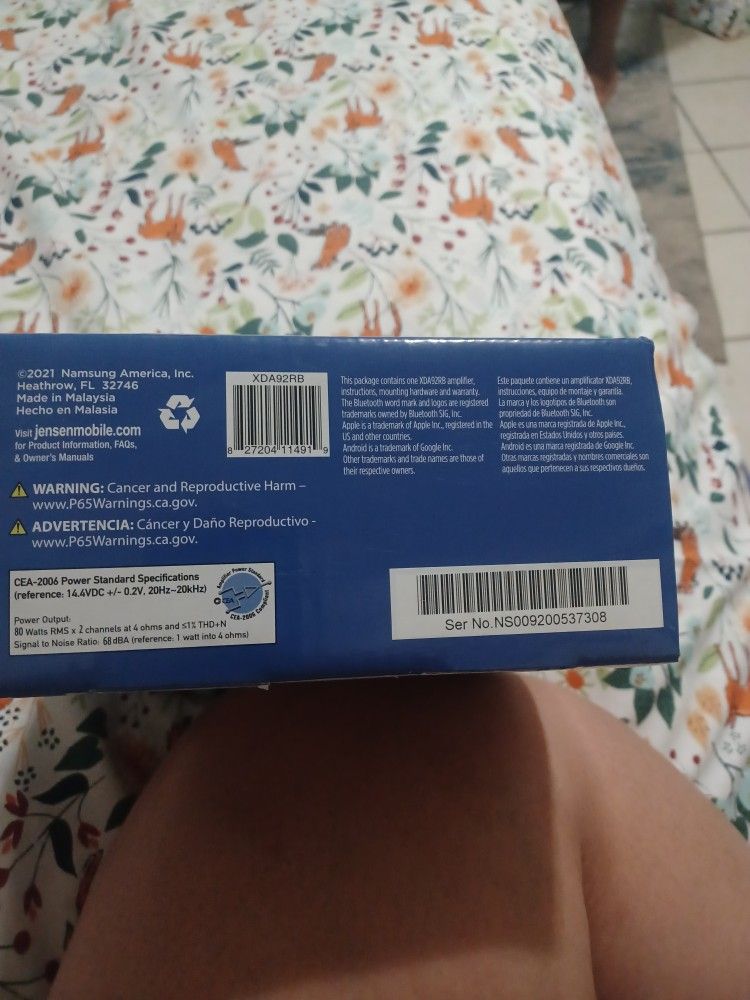 ©2021 Namsung America, Inc.
Heathrow, FL 32746
Made in Malaysia
Hecho en Malasia
Visit jensenmobile.com
for Product Information, FAQs,
& Owner's Manuals
XDA92RB
8 27204 11491 9
This package contains one XDA92RB amplifier,
instructions, mounting hardware and warranty.
The Bluetooth word mark and logos are registered
trademarks owned by Bluetooth SIG, Inc.
Apple is a trademark of Apple Inc., registered in the
US and other countries.
Android is a trademark of Google Inc.
Other trademarks and trade names are those of
their respective owners.
Este paquete contiene un amplificator XDA92RB,
instrucciones, equipo de montaje y garantía.
La marca y los logotipos de Bluetooth son
propriedad de Bluetooth SIG, Inc.
Apple es una marca registrada de Apple Inc.,
registrada en Estados Unidos y otros paises.
Android es una marca registrada de Google Inc.
Otras marcas registradas y nombres comerciales son
aquellos que pertenecen a sus respectivos dueños.
WARNING: Cancer and Reproductive Harm –
www.P65Warnings.ca.gov.
ADVERTENCIA: Cáncer y Daño Reproductivo -
www.P65Warnings.ca.gov.
CEA-2006 Power Standard Specifications
(reference: 14.4VDC +/- 0.2V, 20Hz~20kHz)
Power Output:
80 Watts RMS x 2 channels at 4 ohms and ≤1% THD+N
Signal to Noise Ratio: 68dBA (reference: 1 watt into 4 ohms)
Amplifier Power Standard
CEA
CEA-2006 Compliant
Ser No.NS009200537308